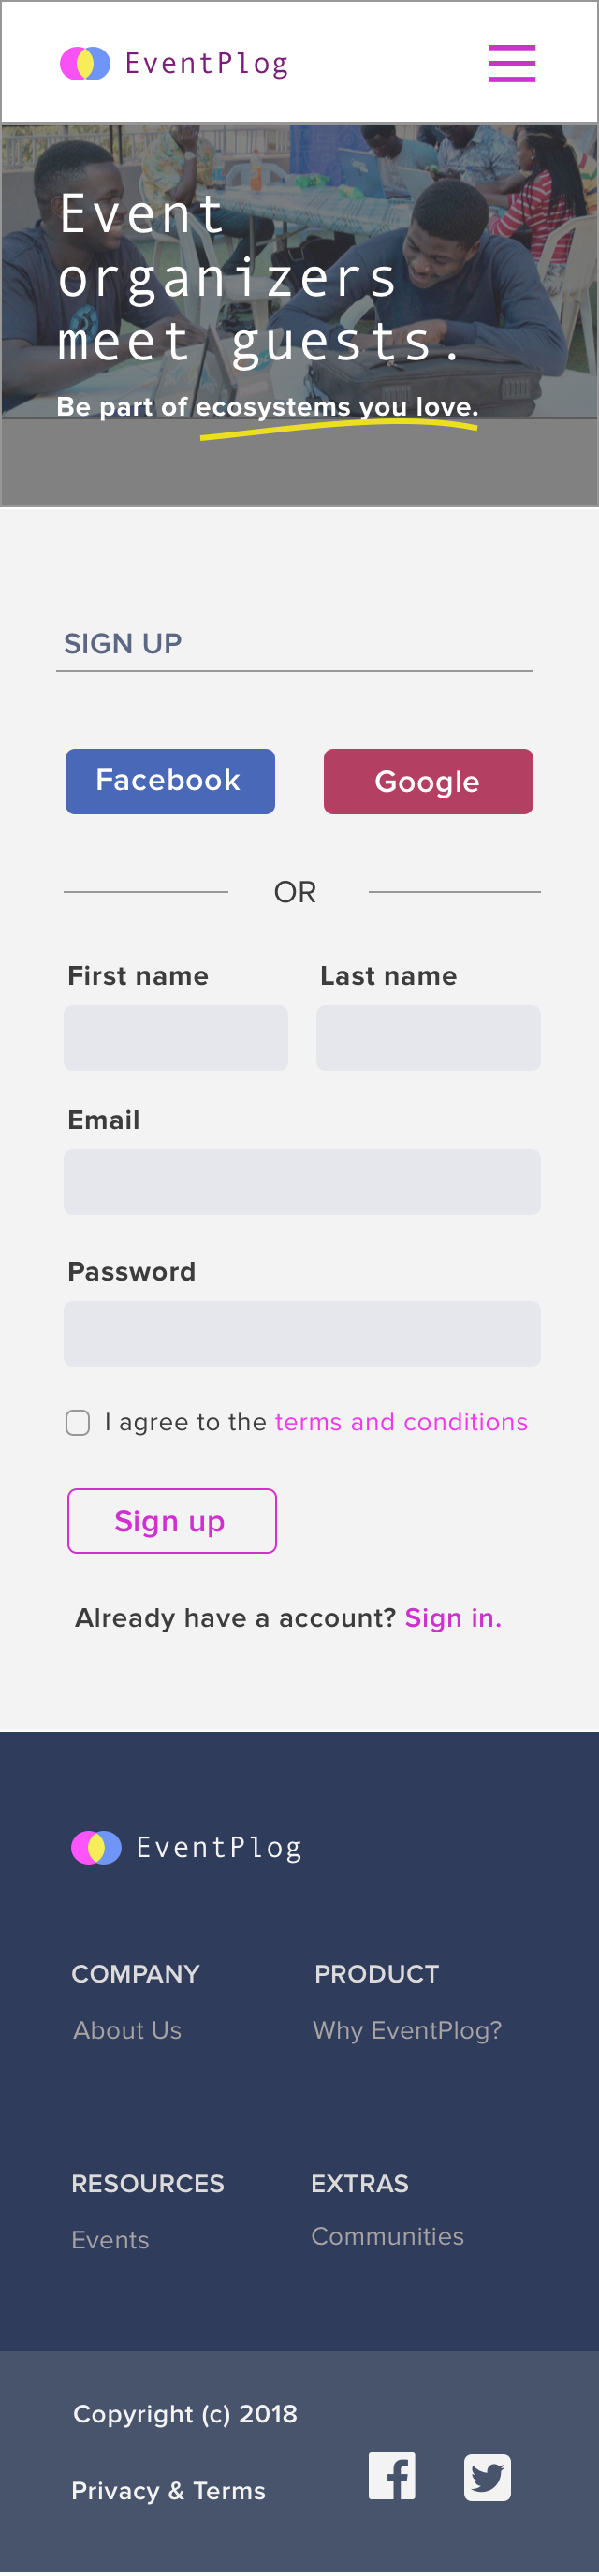 EventPlog
Event
organizers
meet guests.
Be part of ecosystems you love.
SIGN UP
Facebook
Google
OR
First name
Last name
Email
Password
I agree to the terms and conditions
Sign up
Already have a account? Sign in.
EventPlog
COMPANY
PRODUCT
About Us
Why EventPlog?
RESOURCES
EXTRAS
Events
Communities
Copyright (c) 2018
Privacy & Terms